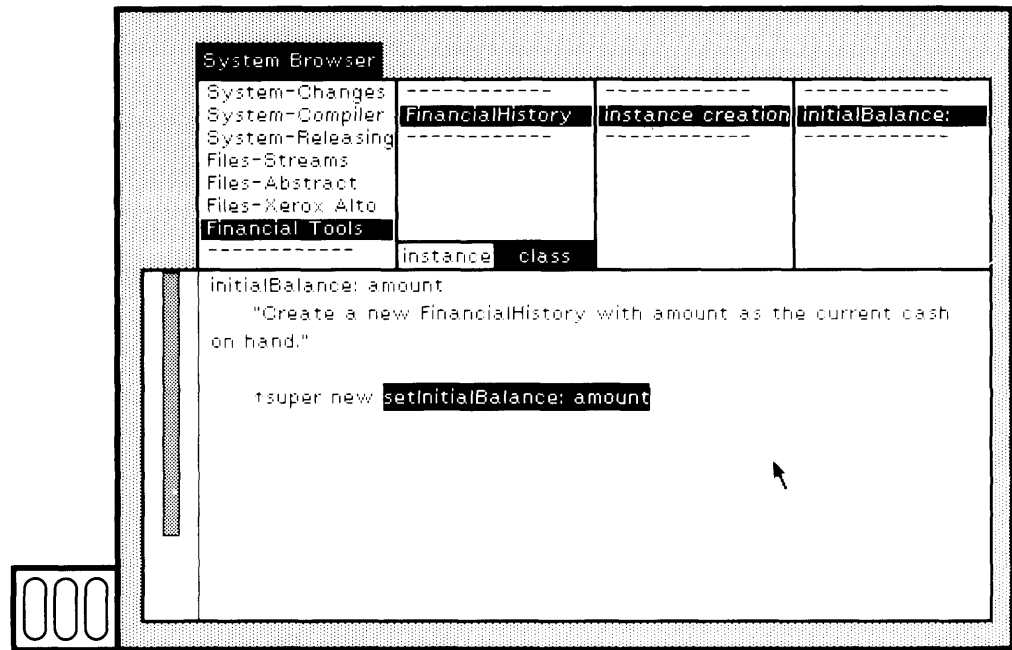 System Browser
System-Changes
System-Compiler
System-Releasing
Files-Streams
Files-Abstract
Files-Xerox Alto
Financial Tools
------------
------------
FinancialHistory
------------
instance class
------------
instance creation
------------
------------
initialBalance:
------------
initialBalance: amount
"Create a new FinancialHistory with amount as the current cash
on hand."
↑super new setInitialBalance: amount